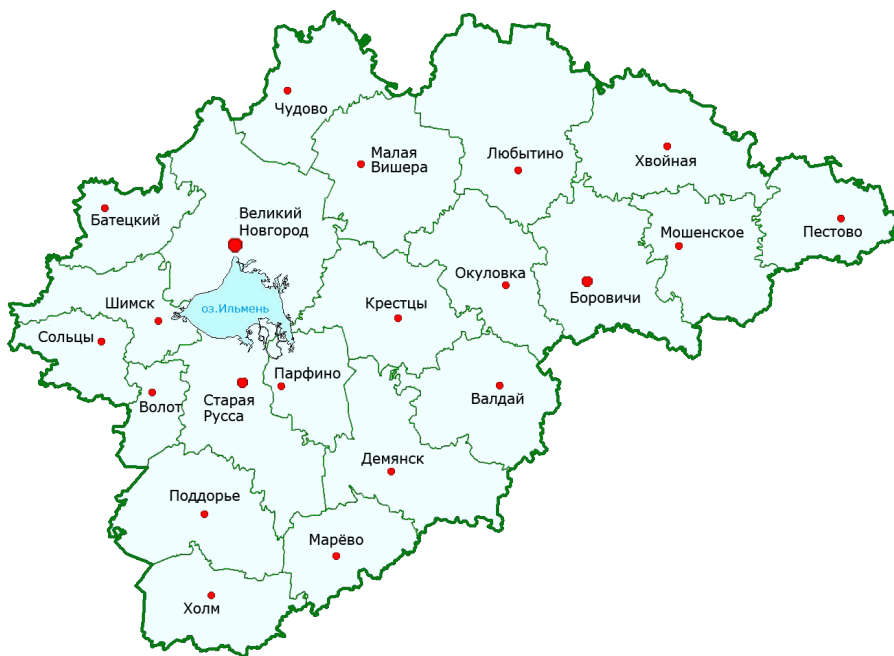 Чудово
Малая
Вишера
Любытино
Хвойная
Батецкий
Великий
Новгород
Мошенское
Пестово
Окуловка
Боровичи
Шимск
оз.Ильмень
Крестцы
Сольцы
Парфино
Волот
Старая
Русса
Валдай
Демянск
Поддорье
Марёво
Холм